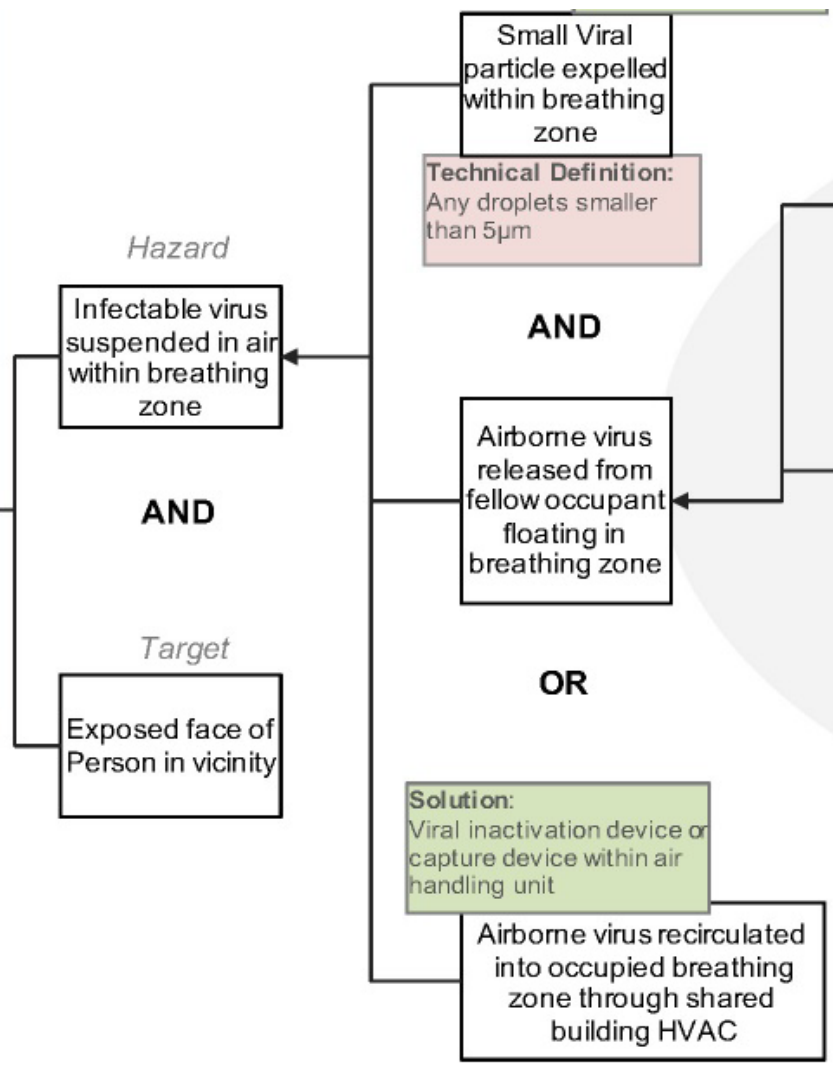 Small Viral
particle expelled
within breathing
zone
Technical Definition:
Any droplets smaller
than 5µm
Hazard
Infectable virus
suspended in air
within breathing
zone
AND
AND
Airborne virus
released from
fellow occupant
floating in
breathing zone
Target
Exposed face of
Person in vicinity
OR
Solution:
Viral inactivation device or
capture device within air
handling unit
Airborne virus recirculated
into occupied breathing
zone through shared
building HVAC